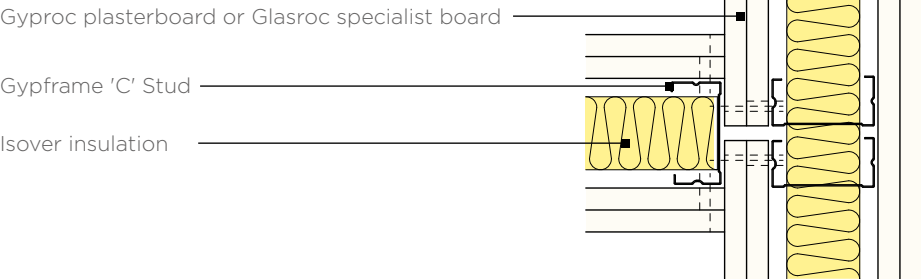 Gyproc plasterboard or Glasroc specialist board
Gypframe 'C' Stud
Isover insulation